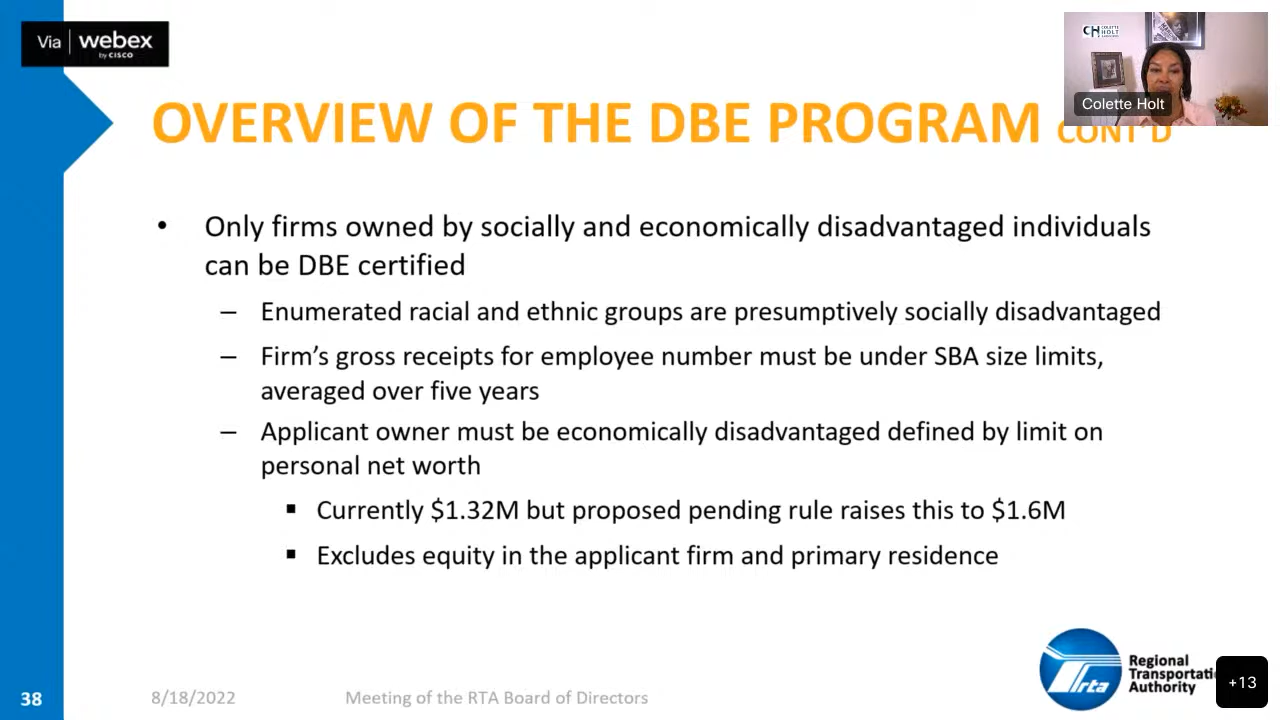 Via webex
by CISCO
CH COLETTE
HOLT
Colette Holt
OVERVIEW OF THE DBE PROGRAM CONT'D
• Only firms owned by socially and economically disadvantaged individuals
can be DBE certified
– Enumerated racial and ethnic groups are presumptively socially disadvantaged
– Firm's gross receipts for employee number must be under SBA size limits,
averaged over five years
– Applicant owner must be economically disadvantaged defined by limit on
personal net worth
▪ Currently $1.32M but proposed pending rule raises this to $1.6M
▪ Excludes equity in the applicant firm and primary residence
rta
Regional
Transportati
Authority
+13
38
8/18/2022
Meeting of the RTA Board of Directors